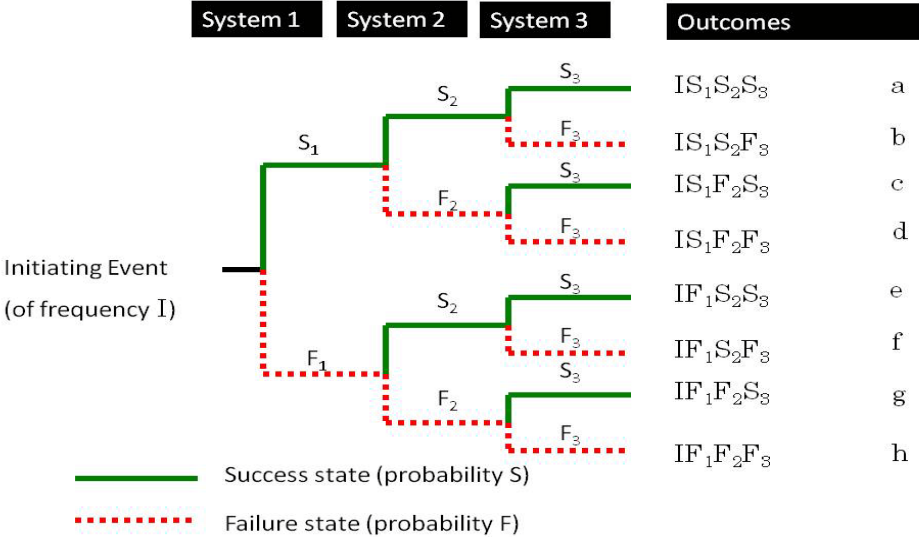 System 1 System 2 System 3 Outcomes
S₃ IS₁S₂S₃ a
S₂
F₃ IS₁S₂F₃ b
S₁
S₃ IS₁F₂S₃ c
F₂
F₃ IS₁F₂F₃ d
Initiating Event
(of frequency I)
S₃ IF₁S₂S₃ e
S₂
F₃ IF₁S₂F₃ f
F₁
S₃ IF₁F₂S₃ g
F₂
F₃ IF₁F₂F₃ h
Success state (probability S)
Failure state (probability F)